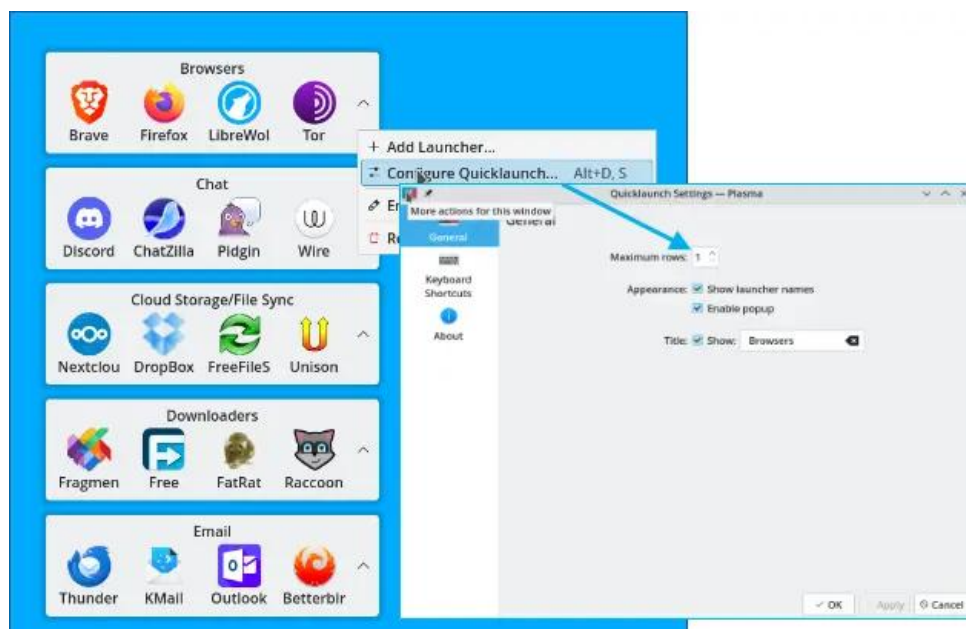 Browsers
Brave Firefox LibreWol Tor
+ Add Launcher...
Configure Quicklaunch... Alt+D, S
Chat
Discord ChatZilla Pidgin Wire
En
Re
Quicklaunch Settings — Plasma
More actions for this window
General
General
Keyboard
Shortcuts
About
Maximum rows: 1
Appearance: Show launcher names
Enable popup
Title: Show: Browsers
Cloud Storage/File Sync
Nextclou DropBox FreeFileS Unison
Downloaders
Fragmen Free FatRat Raccoon
Email
Thunder KMail Outlook Betterbir
OK Apply Cancel